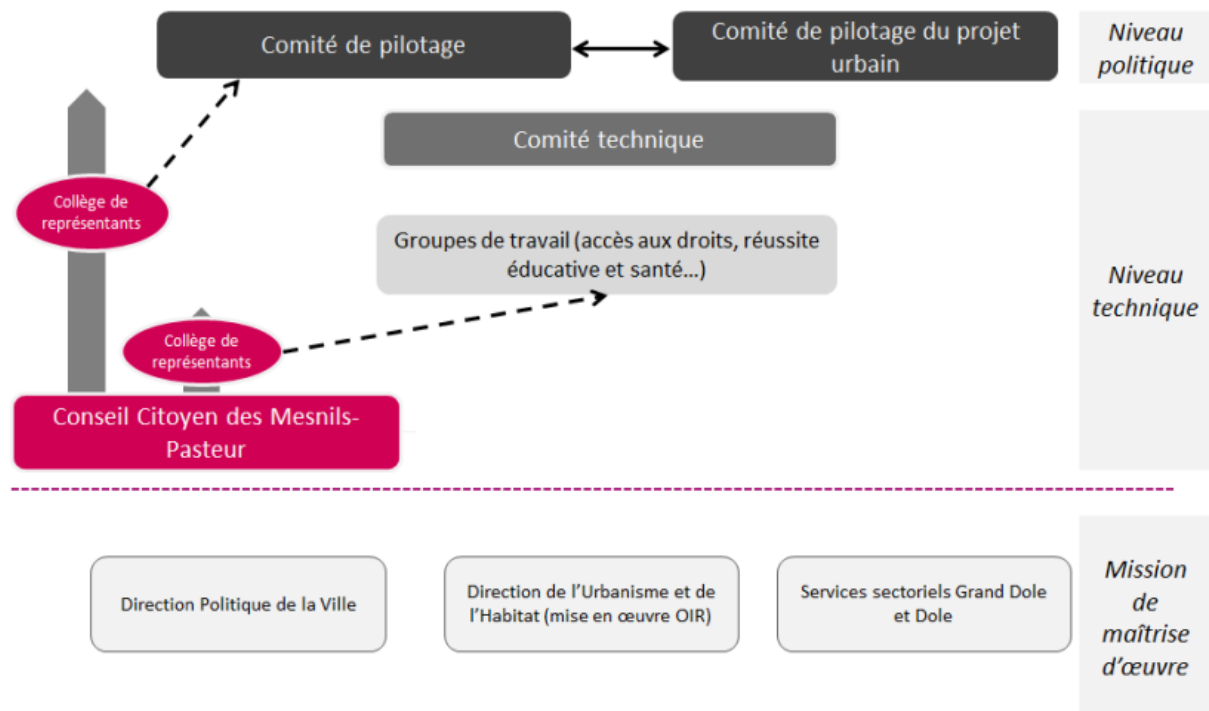 Comité de pilotage
Comité de pilotage du projet
urbain
Niveau
politique
Comité technique
Collège de
représentants
Groupes de travail (accès aux droits, réussite
éducative et santé…)
Niveau
technique
Collège de
représentants
Conseil Citoyen des Mesnils-
Pasteur
Direction Politique de la Ville
Direction de l’Urbanisme et de
l’Habitat (mise en œuvre OIR)
Services sectoriels Grand Dole
et Dole
Mission
de
maîtrise
d’œuvre